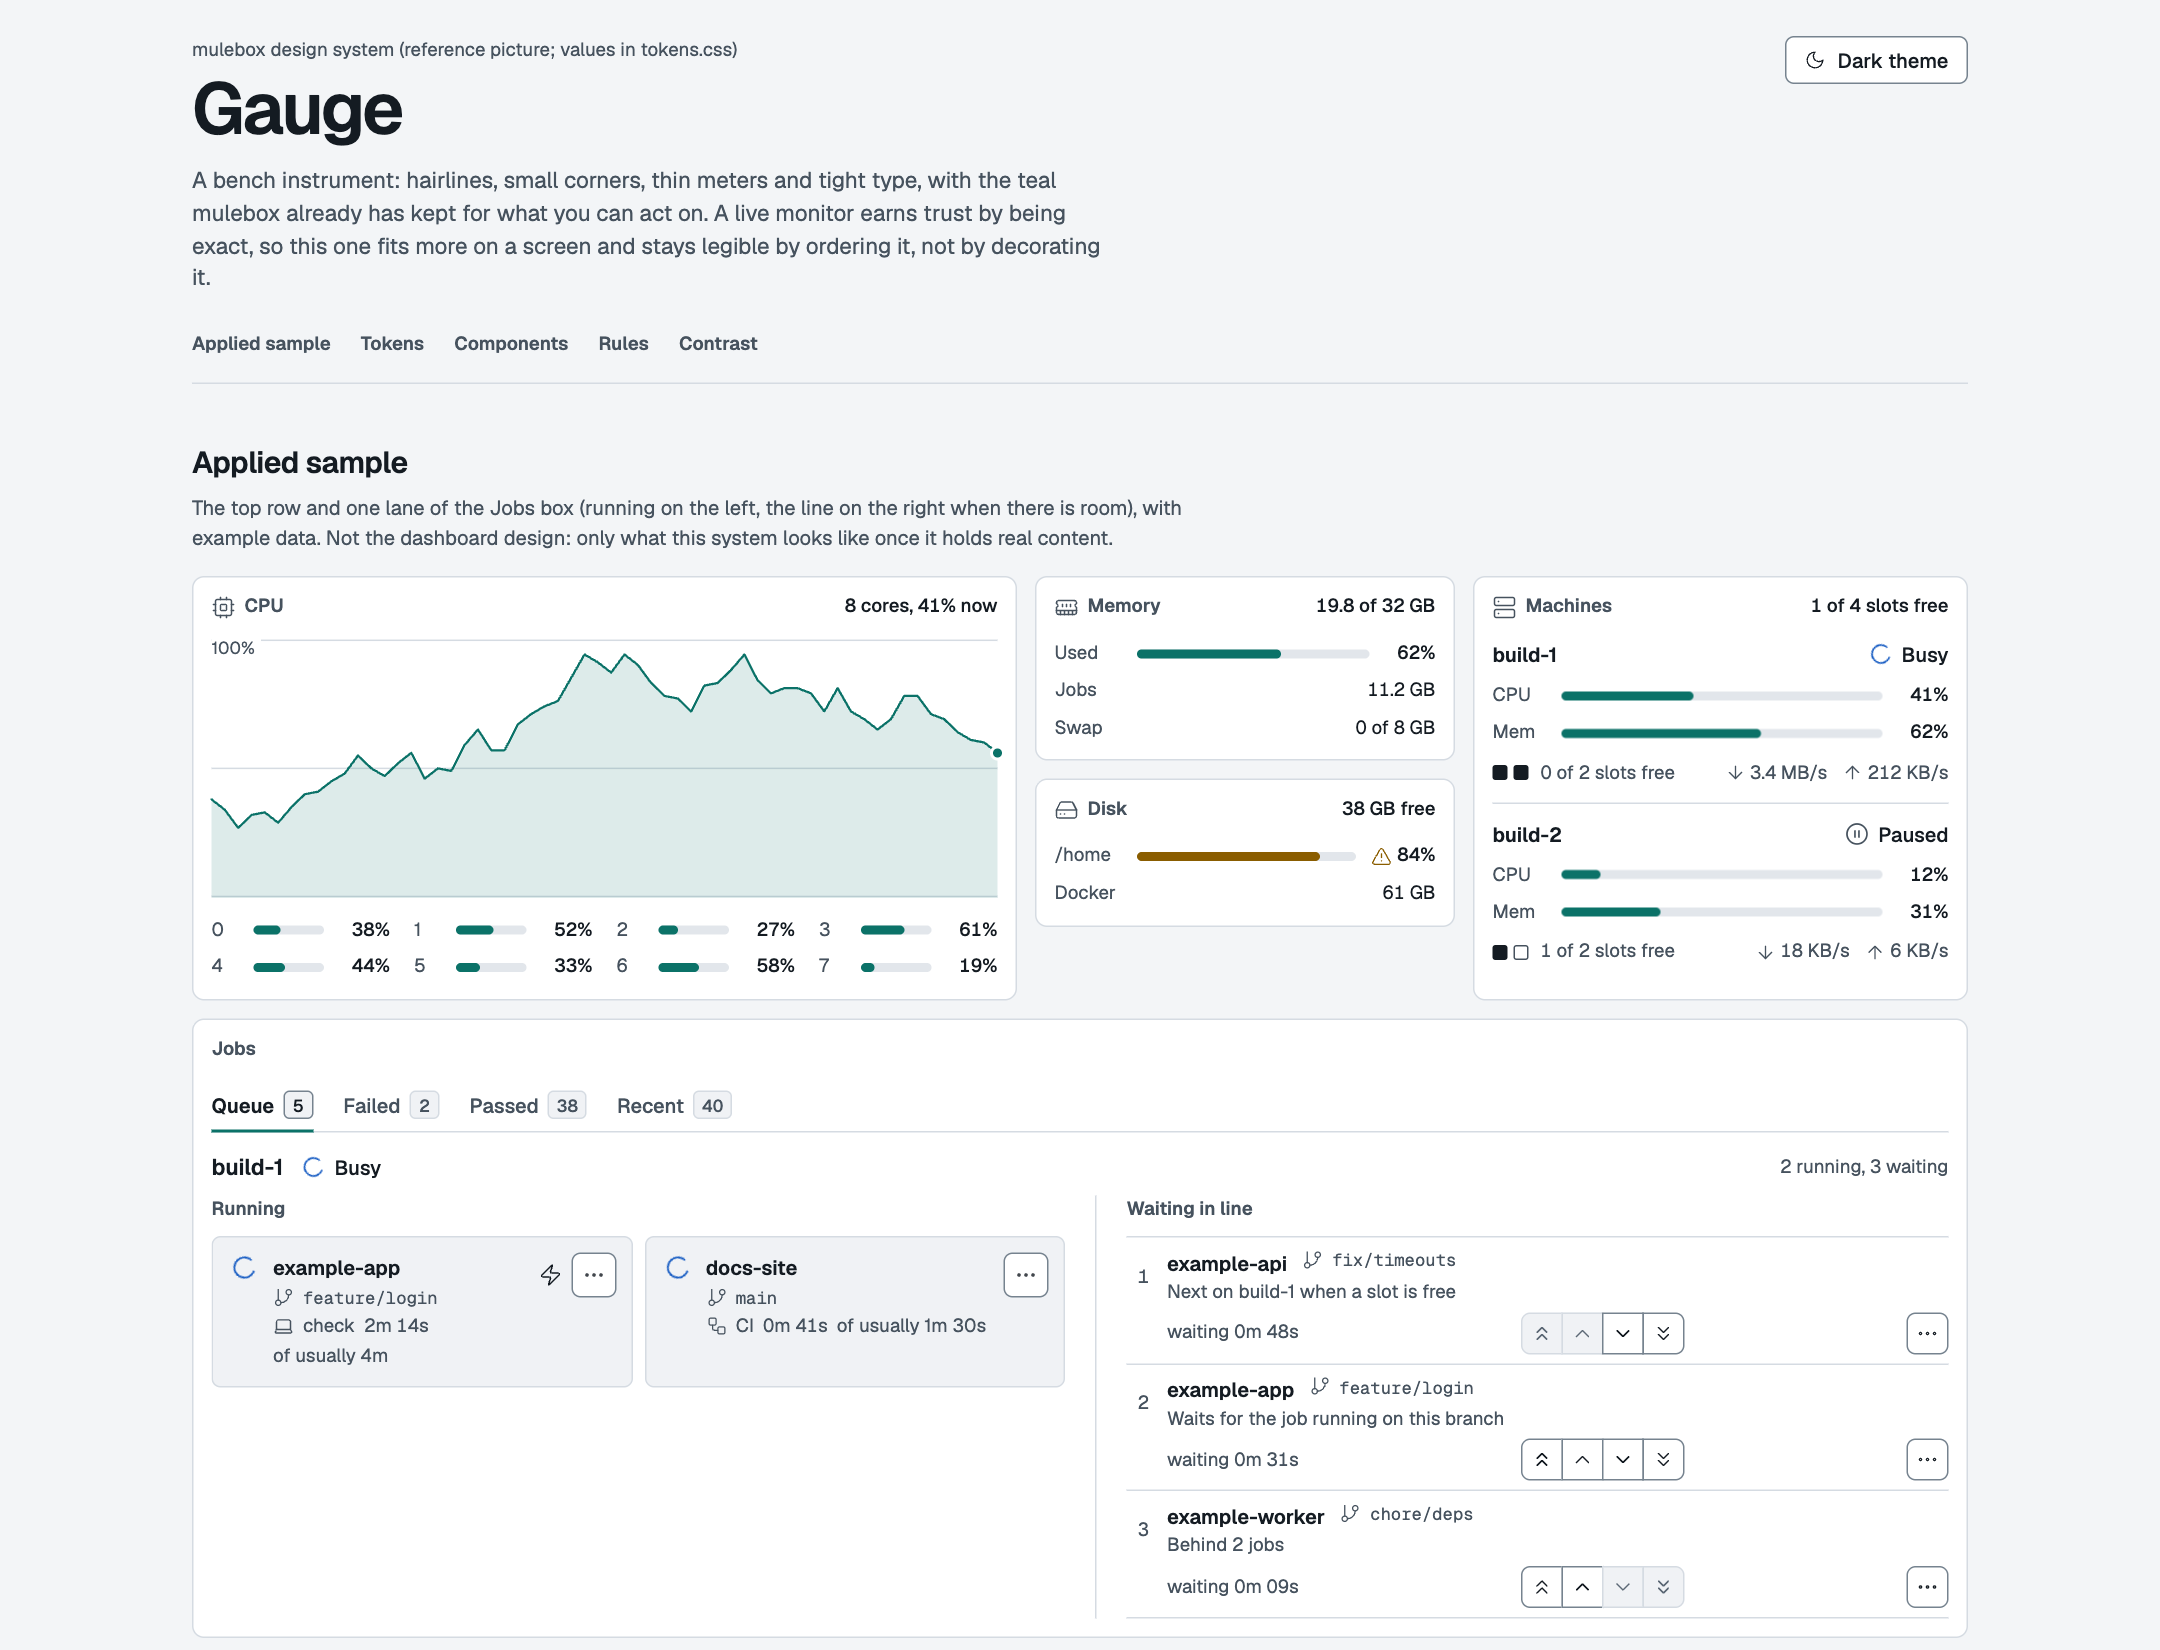 mulebox design system (reference picture; values in tokens.css)
Dark theme
Gauge
A bench instrument: hairlines, small corners, thin meters and tight type, with the teal
mulebox already has kept for what you can act on. A live monitor earns trust by being
exact, so this one fits more on a screen and stays legible by ordering it, not by decorating
it.
Applied sample Tokens Components Rules Contrast
Applied sample
The top row and one lane of the Jobs box (running on the left, the line on the right when there is room), with
example data. Not the dashboard design: only what this system looks like once it holds real content.
CPU 8 cores, 41% now
100%
0 38% 1 52% 2 27% 3 61%
4 44% 5 33% 6 58% 7 19%
Memory 19.8 of 32 GB
Used 62%
Jobs 11.2 GB
Swap 0 of 8 GB
Disk 38 GB free
/home 84%
Docker 61 GB
Machines 1 of 4 slots free
build-1 Busy
CPU 41%
Mem 62%
0 of 2 slots free 3.4 MB/s 212 KB/s
build-2 Paused
CPU 12%
Mem 31%
1 of 2 slots free 18 KB/s 6 KB/s
Jobs
Queue 5 Failed 2 Passed 38 Recent 40
build-1 Busy 2 running, 3 waiting
Running
example-app
feature/login
check 2m 14s
of usually 4m
docs-site
main
CI 0m 41s of usually 1m 30s
Waiting in line
1 example-api fix/timeouts
Next on build-1 when a slot is free
waiting 0m 48s
2 example-app feature/login
Waits for the job running on this branch
waiting 0m 31s
3 example-worker chore/deps
Behind 2 jobs
waiting 0m 09s